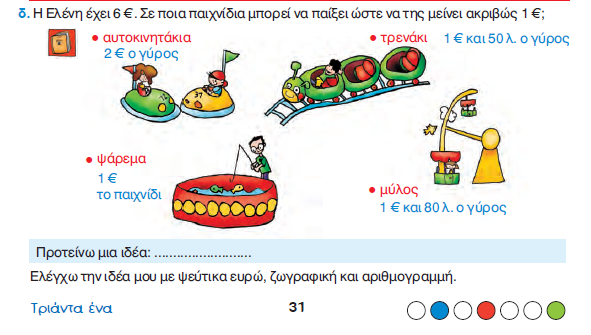 δ. Η Ελένη έχει 6 €. Σε ποια παιχνίδια μπορεί να παίξει ώστε να της μείνει ακριβώς 1 €;
● αυτοκινητάκια
2 € ο γύρος
● τρενάκι 1 € και 50 λ. ο γύρος
● ψάρεμα
1 €
το παιχνίδι
● μύλος
1 € και 80 λ. ο γύρος
Προτείνω μια ιδέα: ............................
Ελέγχω την ιδέα μου με ψεύτικα ευρώ, ζωγραφική και αριθμογραμμή.
Τριάντα ένα 31